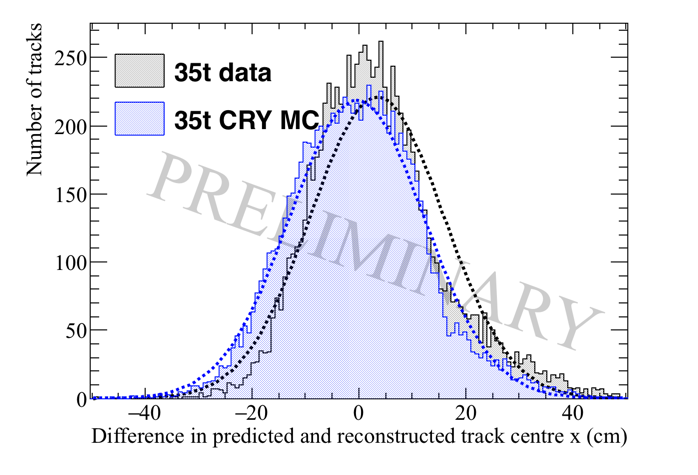 Number of tracks
250
200
150
100
50
0
35t data
35t CRY MC
PRELIMINARY
−40 −20 0 20 40
Difference in predicted and reconstructed track centre x (cm)